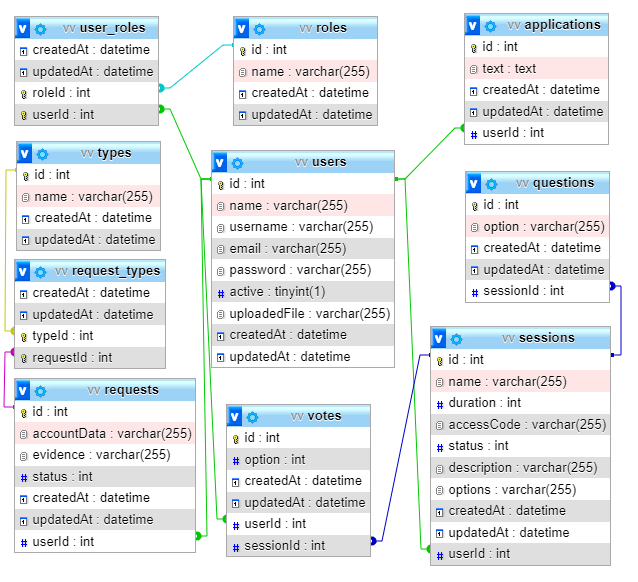 vv user_roles
createdAt : datetime
updatedAt : datetime
roleId : int
userId : int
vv roles
id : int
name : varchar(255)
createdAt : datetime
updatedAt : datetime
vv applications
id : int
text : text
createdAt : datetime
updatedAt : datetime
userId : int
vv types
id : int
name : varchar(255)
createdAt : datetime
updatedAt : datetime
vv users
id : int
name : varchar(255)
username : varchar(255)
email : varchar(255)
password : varchar(255)
active : tinyint(1)
uploadedFile : varchar(255)
createdAt : datetime
updatedAt : datetime
vv questions
id : int
option : varchar(255)
createdAt : datetime
updatedAt : datetime
sessionId : int
vv request_types
createdAt : datetime
updatedAt : datetime
typeId : int
requestId : int
vv sessions
id : int
name : varchar(255)
duration : int
accessCode : varchar(255)
status : int
description : varchar(255)
options : varchar(255)
createdAt : datetime
updatedAt : datetime
userId : int
vv requests
id : int
accountData : varchar(255)
evidence : varchar(255)
status : int
createdAt : datetime
updatedAt : datetime
userId : int
vv votes
id : int
option : int
createdAt : datetime
updatedAt : datetime
userId : int
sessionId : int